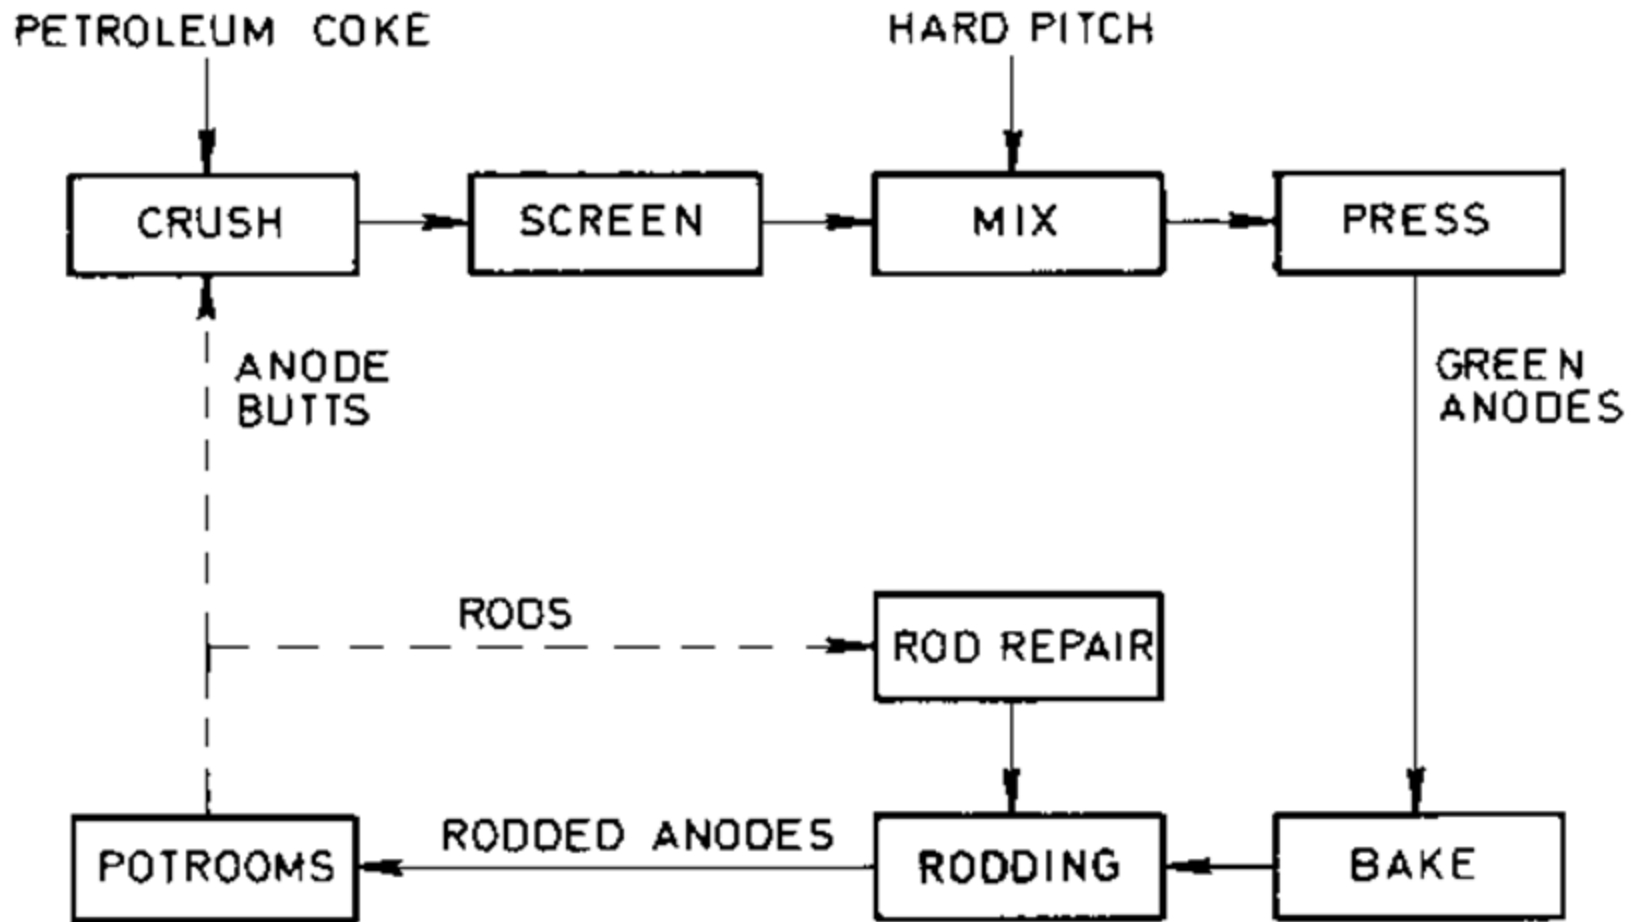 PETROLEUM COKE
HARD PITCH
CRUSH
SCREEN
MIX
PRESS
ANODE
BUTTS
GREEN
ANODES
RODS
ROD REPAIR
POTROOMS
RODDED ANODES
RODDING
BAKE